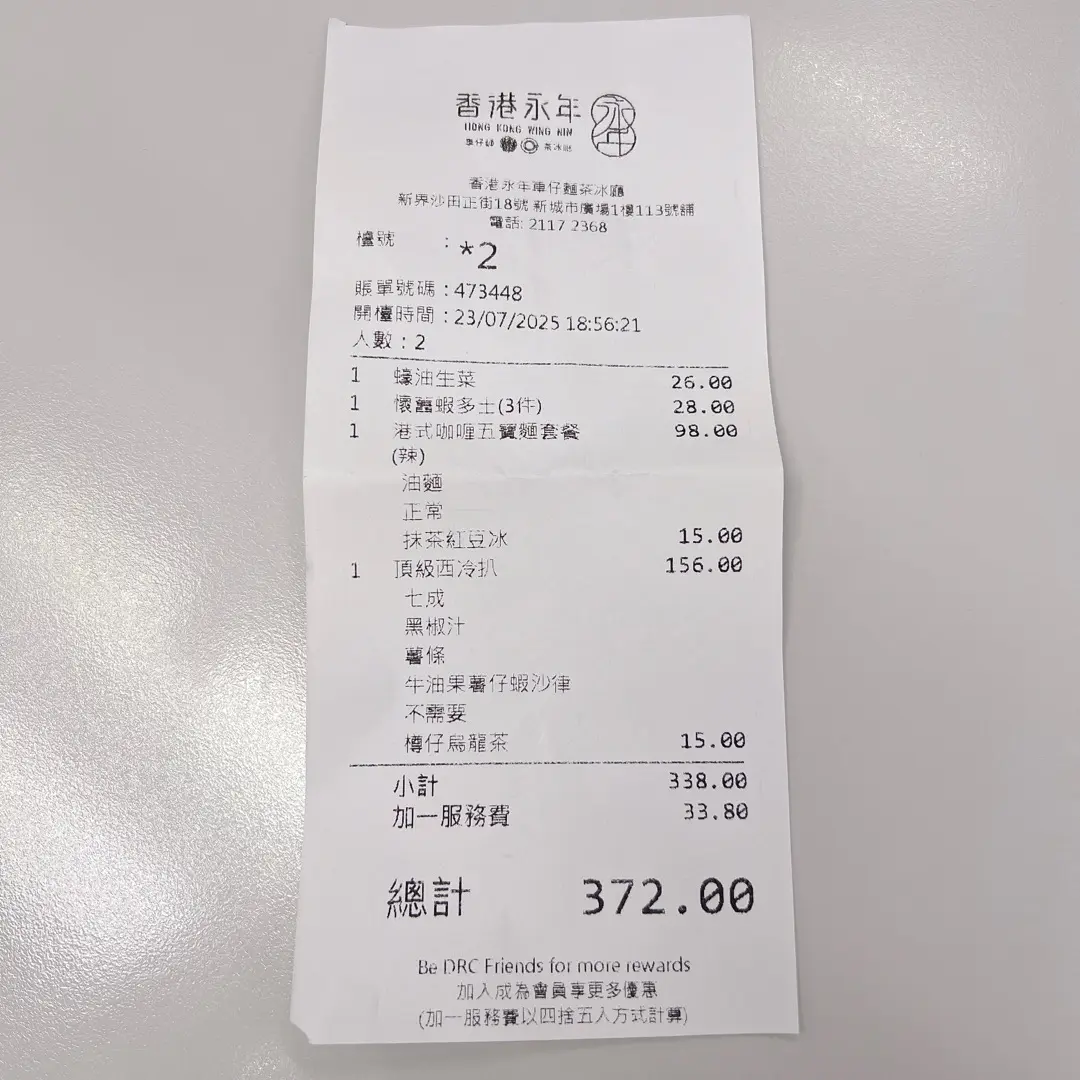 香港永年
HONG KONG WING NIN
車仔麵 茶冰廳
永年
香港永年車仔麵茶冰廳
新界沙田正街18號 新城市廣場1樓113號舖
電話: 2117 2368
檯號 : *2
賬單號碼 : 473448
開檯時間 : 23/07/2025 18:56:21
人數 : 2
1 蠔油生菜 26.00
1 懷舊蝦多士(3件) 28.00
1 港式咖喱五寶麵套餐 98.00
(辣)
油麵
正常
抹茶紅豆冰 15.00
1 頂級西冷扒 156.00
七成
黑椒汁
薯條
牛油果薯仔蝦沙律
不需要
樽仔烏龍茶 15.00
小計 338.00
加一服務費 33.80
總計 372.00
Be DRC Friends for more rewards
加入成為會員享更多優惠
(加一服務費以四捨五入方式計算)